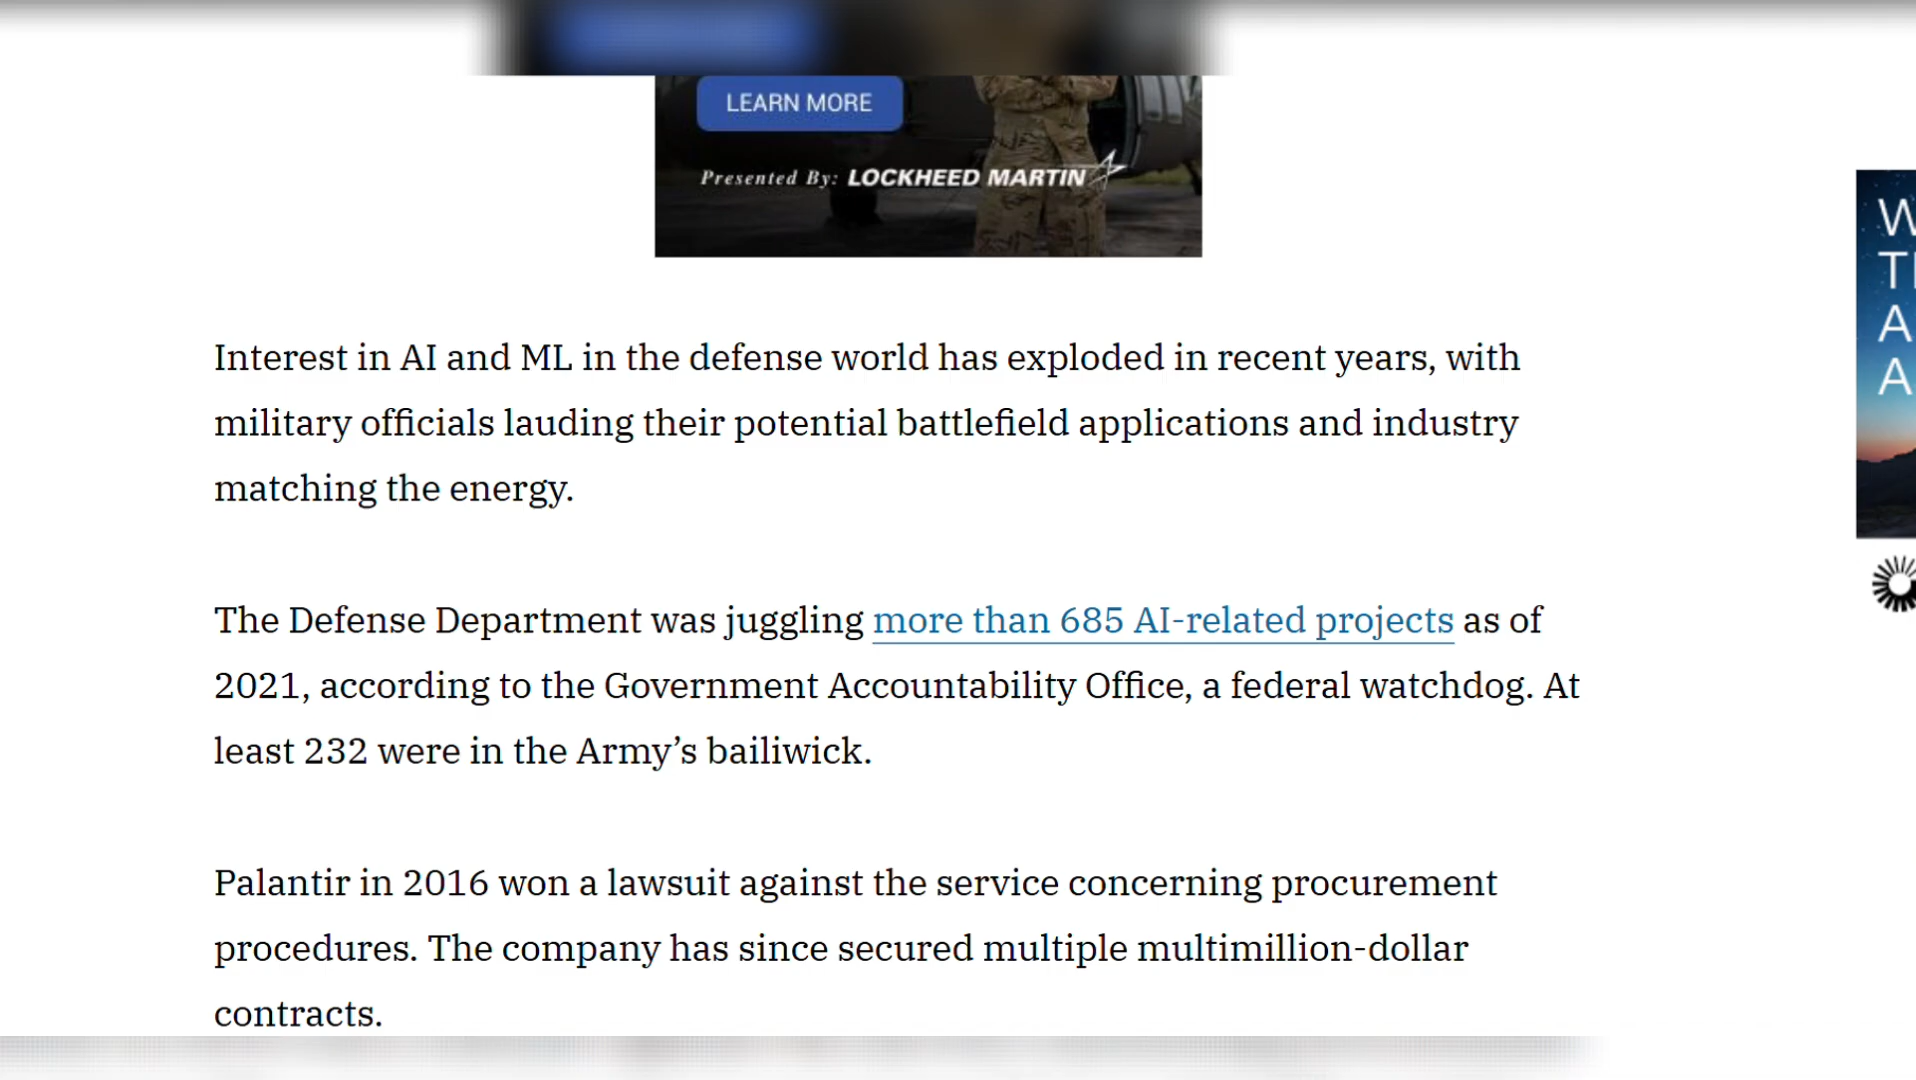 LEARN MORE
Presented By: LOCKHEED MARTIN
Interest in AI and ML in the defense world has exploded in recent years, with
military officials lauding their potential battlefield applications and industry
matching the energy.
The Defense Department was juggling more than 685 AI-related projects as of
2021, according to the Government Accountability Office, a federal watchdog. At
least 232 were in the Army’s bailiwick.
Palantir in 2016 won a lawsuit against the service concerning procurement
procedures. The company has since secured multiple multimillion-dollar
contracts.